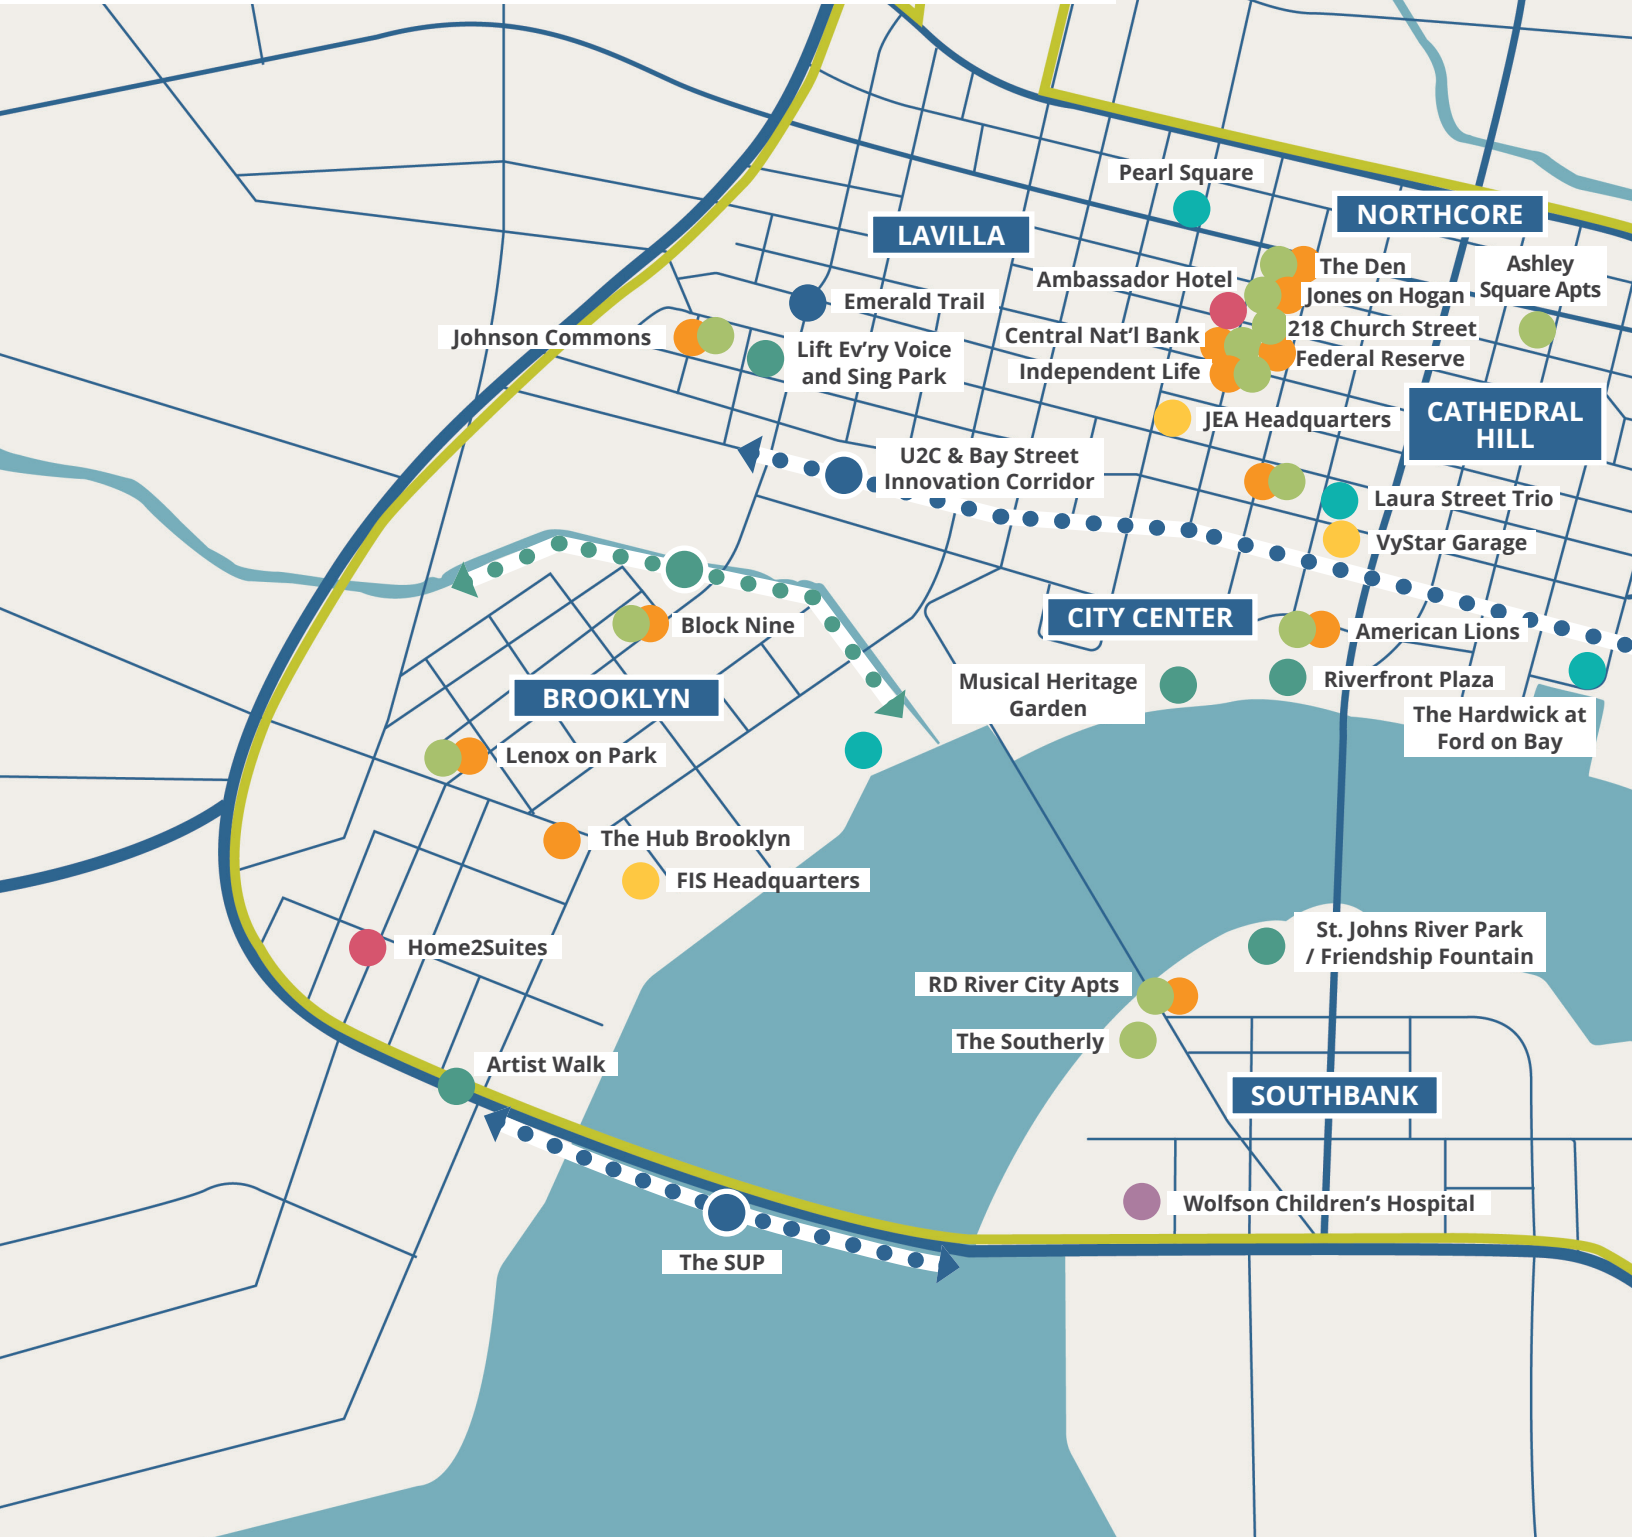 Pearl Square
NORTHCORE
LAVILLA
Ashley
Square Apts
The Den
Ambassador Hotel
Jones on Hogan
Emerald Trail
218 Church Street
Central Nat’l Bank
Johnson Commons
Lift Ev’ry Voice
and Sing Park
Federal Reserve
Independent Life
CATHEDRAL
HILL
JEA Headquarters
U2C & Bay Street
Innovation Corridor
Laura Street Trio
VyStar Garage
CITY CENTER
Block Nine
American Lions
Musical Heritage
Garden
Riverfront Plaza
BROOKLYN
The Hardwick at
Ford on Bay
Lenox on Park
The Hub Brooklyn
FIS Headquarters
Home2Suites
St. Johns River Park
/ Friendship Fountain
RD River City Apts
The Southerly
Artist Walk
SOUTHBANK
Wolfson Children’s Hospital
The SUP